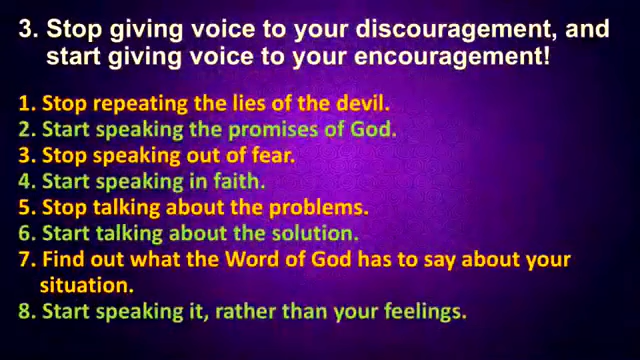 3. Stop giving voice to your discouragement, and
start giving voice to your encouragement!
1. Stop repeating the lies of the devil.
2. Start speaking the promises of God.
3. Stop speaking out of fear.
4. Start speaking in faith.
5. Stop talking about the problems.
6. Start talking about the solution.
7. Find out what the Word of God has to say about your
situation.
8. Start speaking it, rather than your feelings.